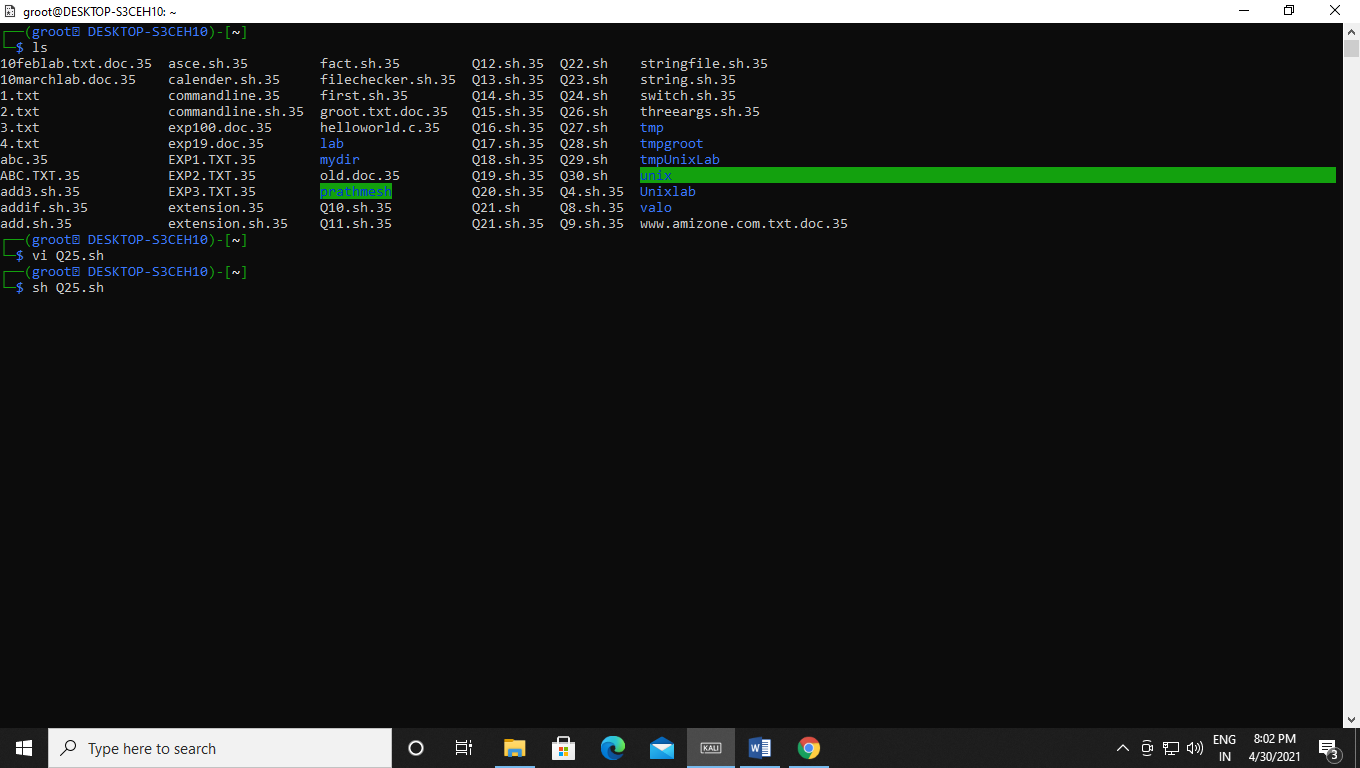 groot@DESKTOP-S3CEH10: ~
┌──(groot DESKTOP-S3CEH10)-[~]
└─$ ls
10feblab.txt.doc.35 asce.sh.35 fact.sh.35 Q12.sh.35 Q22.sh stringfile.sh.35
10marchlab.doc.35 calender.sh.35 filechecker.sh.35 Q13.sh.35 Q23.sh string.sh.35
1.txt commandline.35 first.sh.35 Q14.sh.35 Q24.sh switch.sh.35
2.txt commandline.sh.35 groot.txt.doc.35 Q15.sh.35 Q26.sh threeargs.sh.35
3.txt exp100.doc.35 helloworld.c.35 Q16.sh.35 Q27.sh tmp
4.txt exp19.doc.35 lab Q17.sh.35 Q28.sh tmpgroot
abc.35 EXP1.TXT.35 mydir Q18.sh.35 Q29.sh tmpUnixLab
ABC.TXT.35 EXP2.TXT.35 old.doc.35 Q19.sh.35 Q30.sh unix
add3.sh.35 EXP3.TXT.35 prathmesh Q20.sh.35 Q4.sh.35 Unixlab
addif.sh.35 extension.35 Q10.sh.35 Q21.sh Q8.sh.35 valo
add.sh.35 extension.sh.35 Q11.sh.35 Q21.sh.35 Q9.sh.35 www.amizone.com.txt.doc.35
┌──(groot DESKTOP-S3CEH10)-[~]
└─$ vi Q25.sh
┌──(groot DESKTOP-S3CEH10)-[~]
└─$ sh Q25.sh
Type here to search
KALI
ENG
IN
8:02 PM
4/30/2021
3